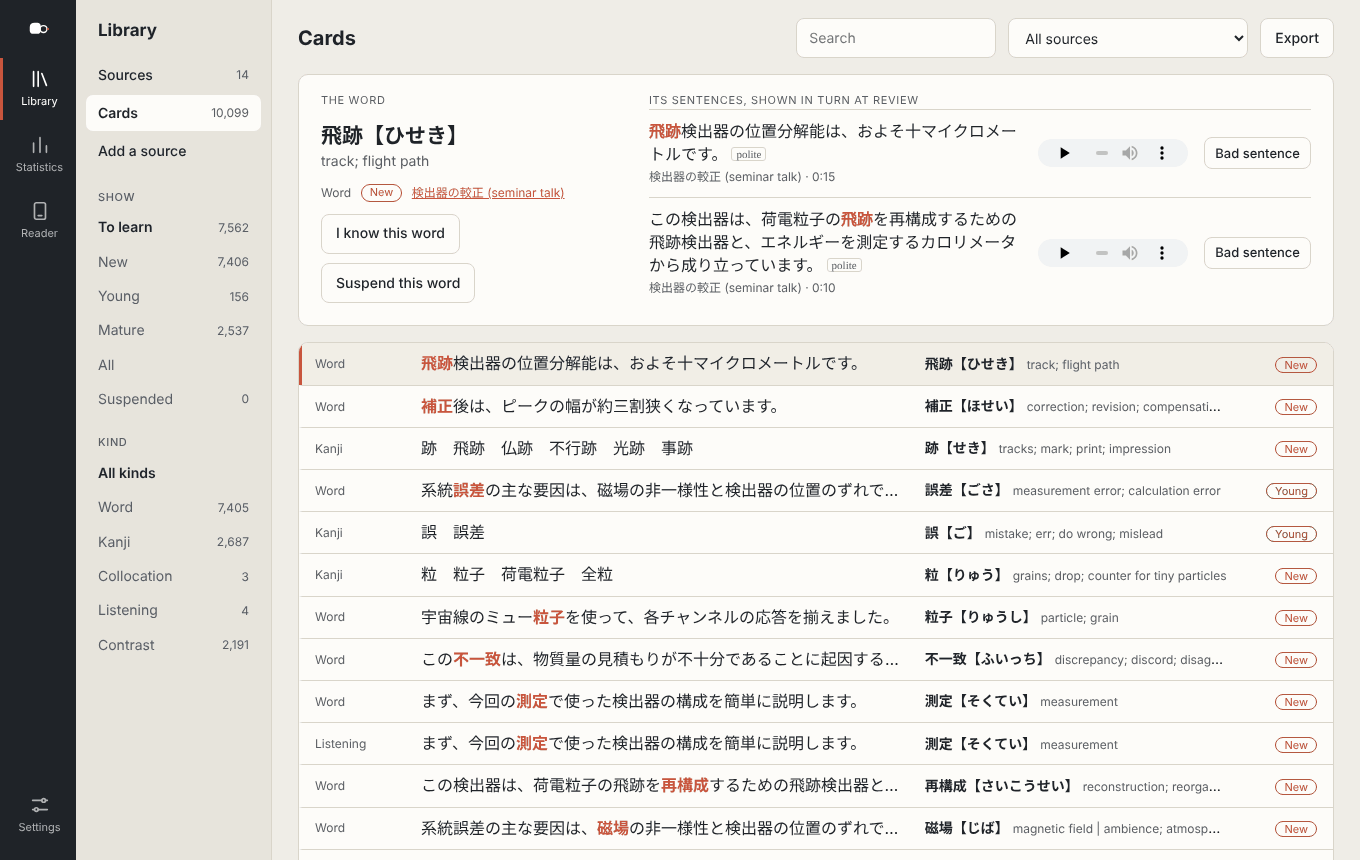 Library
Statistics
Reader
Settings
Library
Sources 14
Cards 10,099
Add a source
SHOW
To learn 7,562
New 7,406
Young 156
Mature 2,537
All
Suspended 0
KIND
All kinds
Word 7,405
Kanji 2,687
Collocation 3
Listening 4
Contrast 2,191
Cards
Search
All sources
Export
THE WORD
飛跡【ひせき】
track; flight path
Word New 検出器の較正 (seminar talk)
I know this word
Suspend this word
ITS SENTENCES, SHOWN IN TURN AT REVIEW
飛跡検出器の位置分解能は、およそ十マイクロメー
トルです。 polite
検出器の較正 (seminar talk) · 0:15
Bad sentence
この検出器は、荷電粒子の飛跡を再構成するための
飛跡検出器と、エネルギーを測定するカロリメータ
から成り立っています。 polite
検出器の較正 (seminar talk) · 0:10
Bad sentence
Word 飛跡検出器の位置分解能は、およそ十マイクロメートルです。 飛跡【ひせき】 track; flight path New
Word 補正後は、ピークの幅が約三割狭くなっています。 補正【ほせい】 correction; revision; compensati... New
Kanji 跡 飛跡 仏跡 不行跡 光跡 事跡 跡【せき】 tracks; mark; print; impression New
Word 系統誤差の主な要因は、磁場の非一様性と検出器の位置のずれで... 誤差【ごさ】 measurement error; calculation error Young
Kanji 誤 誤差 誤【ご】 mistake; err; do wrong; mislead Young
Kanji 粒 粒子 荷電粒子 全粒 粒【りゅう】 grains; drop; counter for tiny particles New
Word 宇宙線のミュー粒子を使って、各チャンネルの応答を揃えました。 粒子【りゅうし】 particle; grain New
Word この不一致は、物質量の見積もりが不十分であることに起因する... 不一致【ふいっち】 discrepancy; discord; disag... New
Word まず、今回の測定で使った検出器の構成を簡単に説明します。 測定【そくてい】 measurement New
Listening まず、今回の測定で使った検出器の構成を簡単に説明します。 測定【そくてい】 measurement New
Word この検出器は、荷電粒子の飛跡を再構成するための飛跡検出器と... 再構成【さいこうせい】 reconstruction; reorga... New
Word 系統誤差の主な要因は、磁場の非一様性と検出器の位置のずれで... 磁場【じば】 magnetic field | ambience; atmosp... New